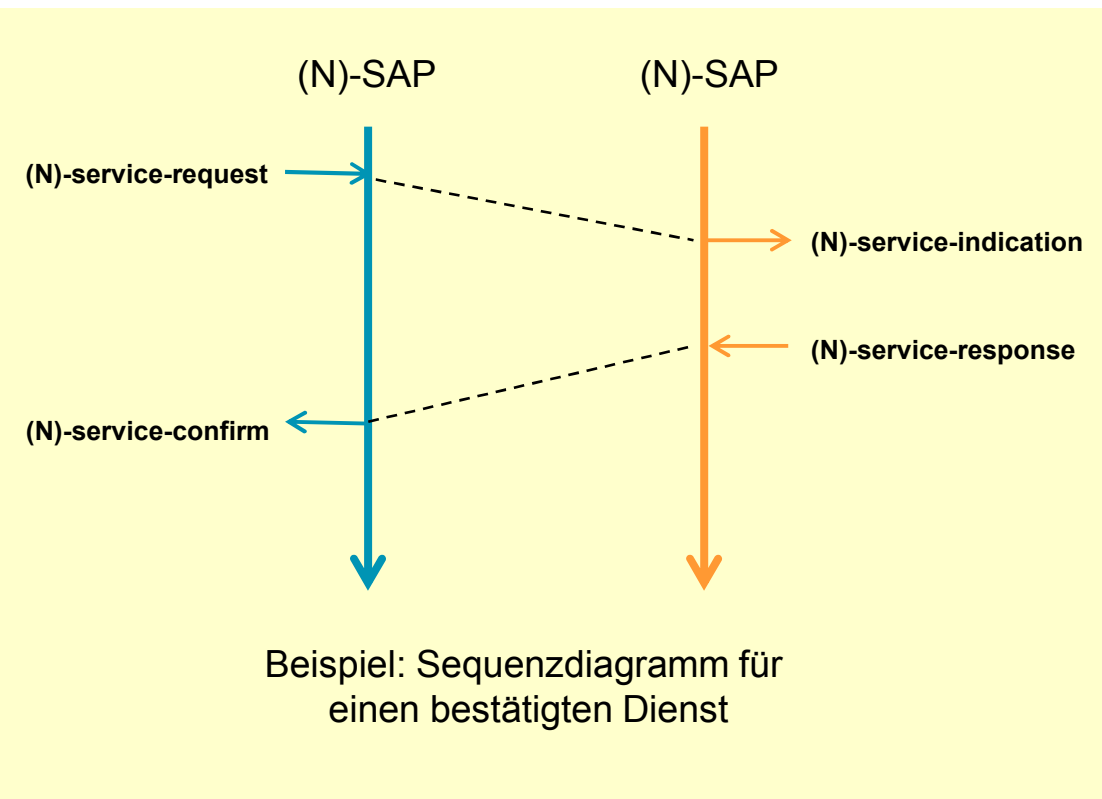 (N)-SAP
(N)-SAP
(N)-service-request
(N)-service-indication
(N)-service-response
(N)-service-confirm
Beispiel: Sequenzdiagramm für
einen bestätigten Dienst